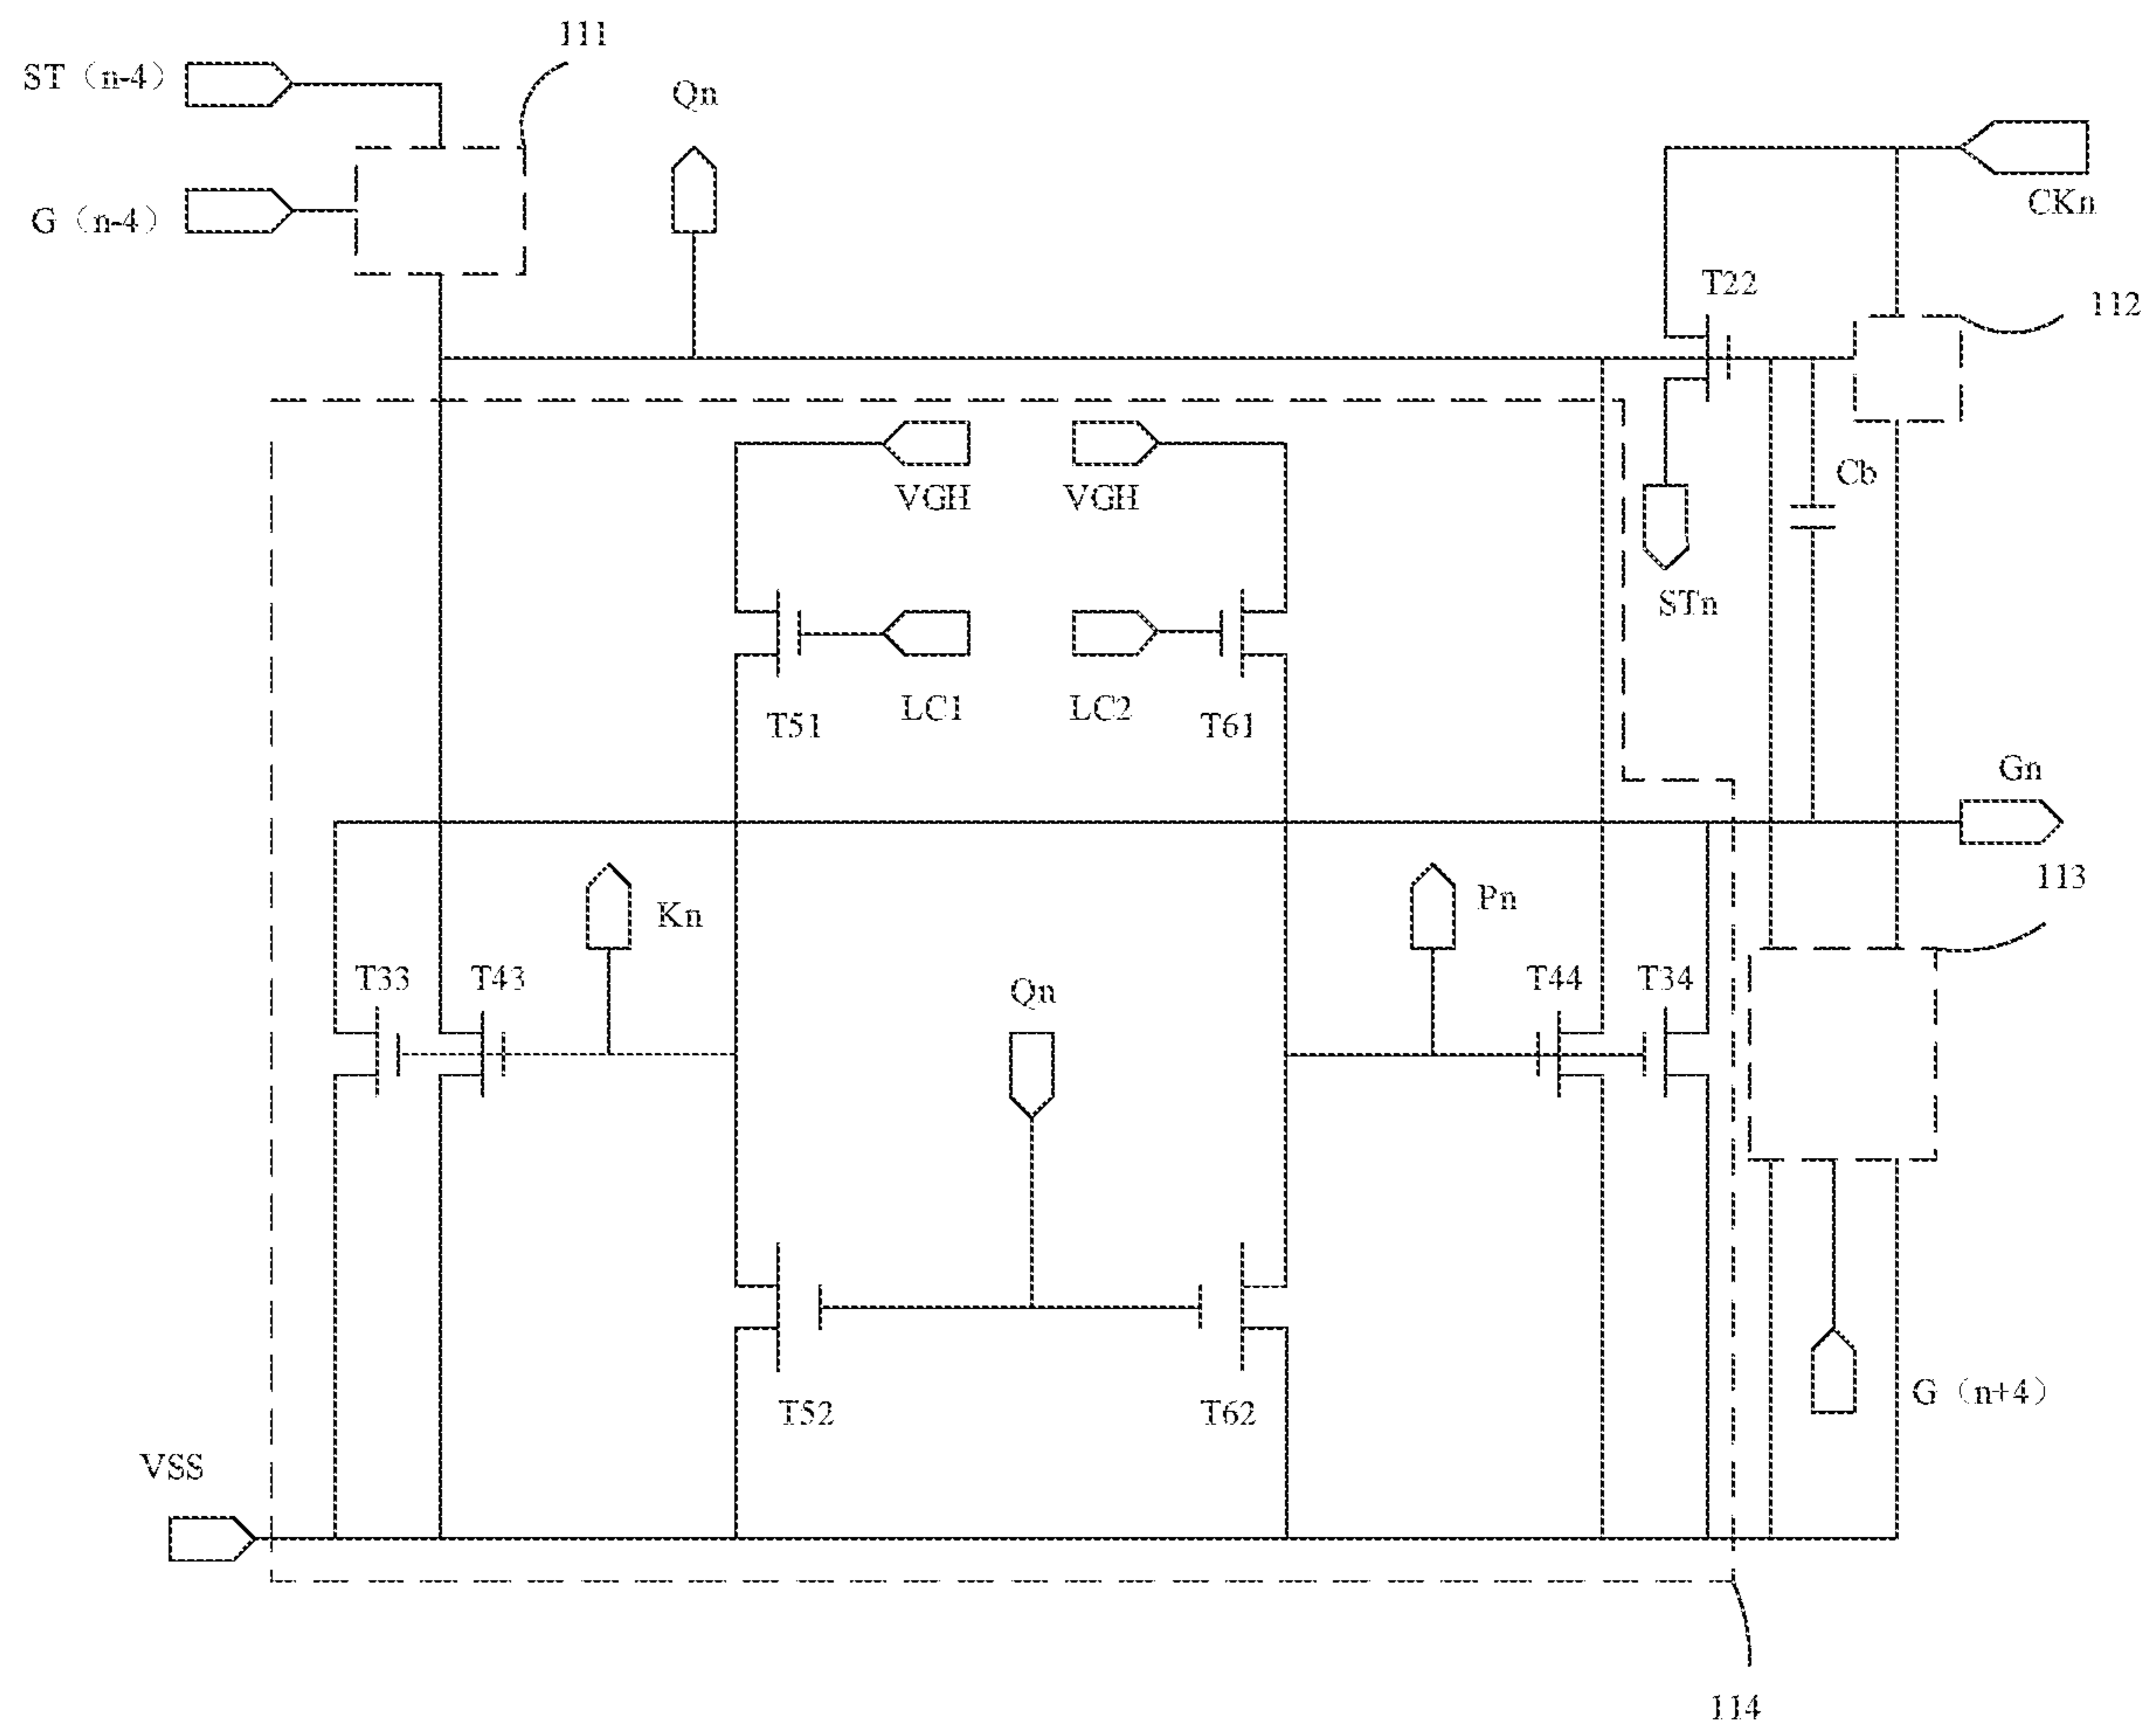 111
ST（n-4）
Qn
G（n-4）
CKn
T22
112
Cb
VGH
VGH
STn
LC1
LC2
T51
T61
Gn
113
Kn
Pn
T33
T43
T44
T34
Qn
G（n+4）
T52
T62
VSS
114